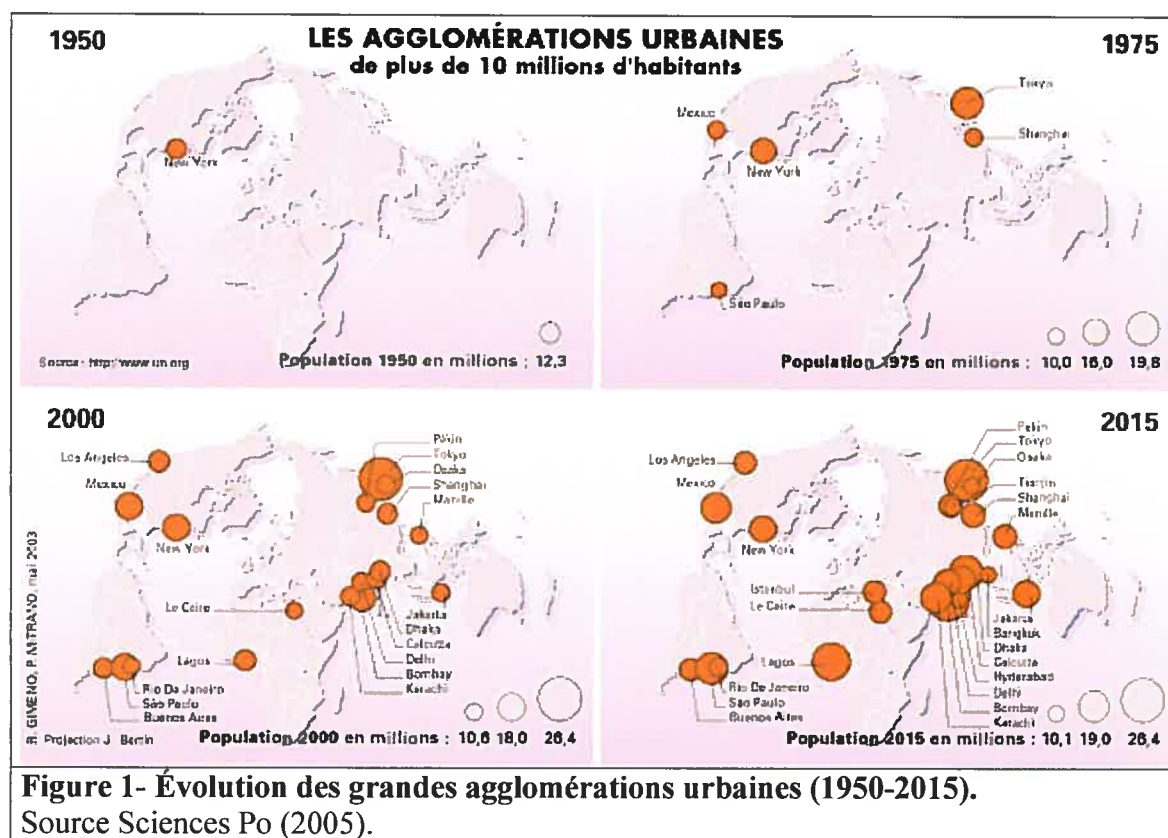 LES AGGLOMÉRATIONS URBAINES
de plus de 10 millions d'habitants
1950
New York
Source - http://www.un.org
Population 1950 en millions : 12,3
1975
Mexico
New York
Tokyo
Shanghai
São Paulo
Population 1975 en millions : 10,0 16,0 19,8
2000
Los Angeles
Mexico
New York
Le Caire
Lagos
Rio De Janeiro
São Paulo
Buenos Aires
Pékin
Tokyo
Osaka
Shanghai
Manille
Jakarta
Dhaka
Calcutta
Delhi
Bombay
Karachi
R. GIMENO, P. MITRANO, mai 2003
Projection J. Bertin
Population 2000 en millions : 10,6 18,0 26,4
2015
Los Angeles
Mexico
New York
Istanbul
Le Caire
Lagos
Rio De Janeiro
São Paulo
Buenos Aires
Pekin
Tokyo
Osaka
Tianjin
Shanghai
Manille
Jakarta
Bangkok
Dhaka
Calcutta
Hyderabad
Delhi
Bombay
Karachi
Population 2015 en millions : 10,1 19,0 26,4
Figure 1- Évolution des grandes agglomérations urbaines (1950-2015).
Source Sciences Po (2005).